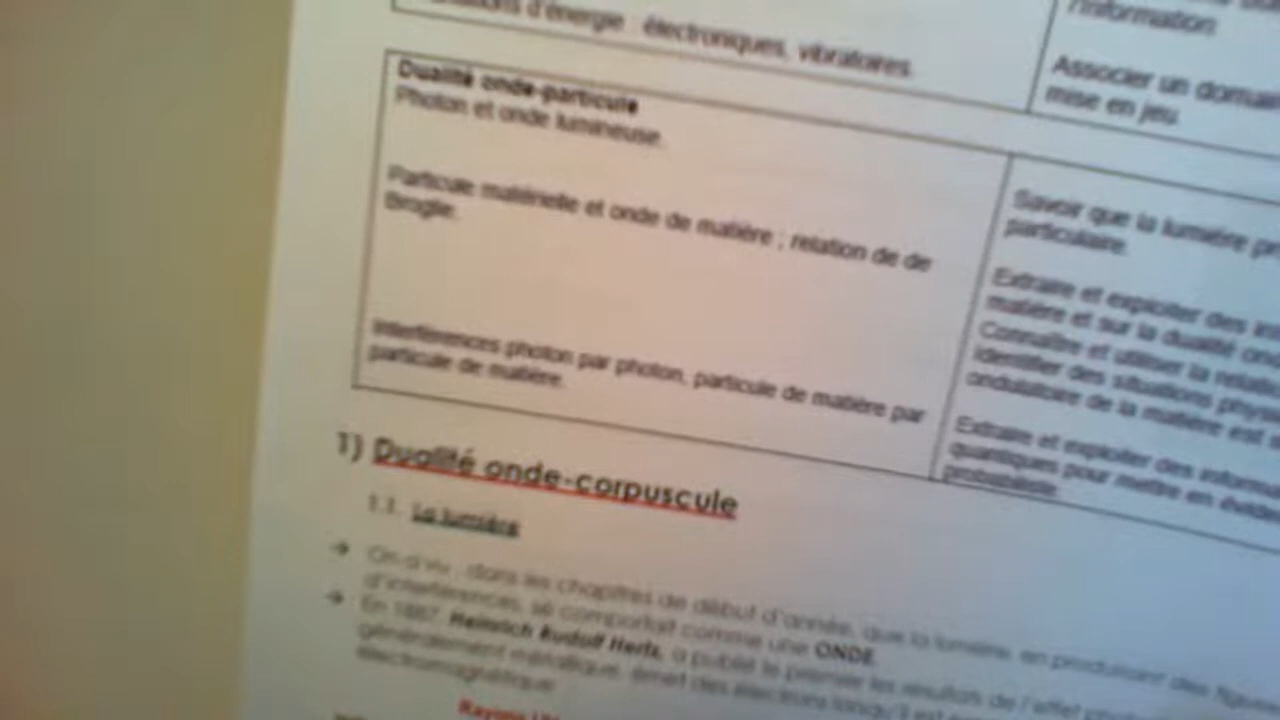 d'énergie : électroniques, vibratoires.
l'information.
Associer un domaine
mise en jeu.
Dualité onde-particule
Photon et onde lumineuse.
Particule matérielle et onde de matière ; relation de de
Broglie.
Interférences photon par photon, particule de matière par
particule de matière.
Savoir que la lumière
particulaire.
Extraire et exploiter des
matière et sur la dualité
Connaître et utiliser la
Identifier des situations
ondulatoire de la matière est
Extraire et exploiter des
quantiques pour mettre en
probabiliste.
1) Dualité onde-corpuscule
1.1. La lumière
→ On a vu, dans les chapitres de début d'année, que la lumière, en produisant des
d'interférences, se comportait comme une ONDE.
→ En 1887, Heinrich Rudolf Hertz, a publié le premier les résultats de l'effet
généralement métallique, émet des électrons lorsqu'il est
électromagnétique
Rayons